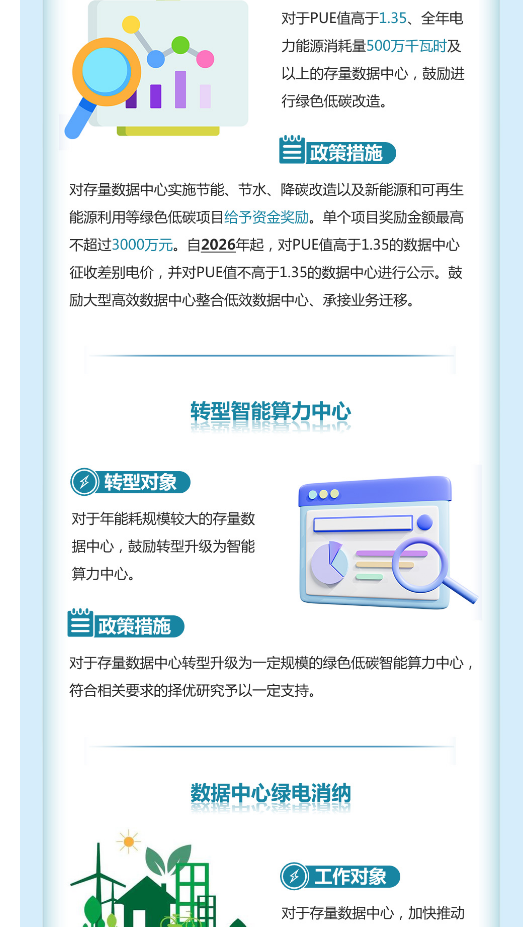 对于PUE值高于1.35、全年电
力能源消耗量500万千瓦时及
以上的存量数据中心，鼓励进
行绿色低碳改造。
政策措施
对存量数据中心实施节能、节水、降碳改造以及新能源和可再生
能源利用等绿色低碳项目给予资金奖励。单个项目奖励金额最高
不超过3000万元。自2026年起，对PUE值高于1.35的数据中心
征收差别电价，并对PUE值不高于1.35的数据中心进行公示。鼓
励大型高效数据中心整合低效数据中心、承接业务迁移。
转型智能算力中心
转型对象
对于年能耗规模较大的存量数
据中心，鼓励转型升级为智能
算力中心。
政策措施
对于存量数据中心转型升级为一定规模的绿色低碳智能算力中心，
符合相关要求的择优研究予以一定支持。
数据中心绿电消纳
工作对象
对于存量数据中心，加快推动